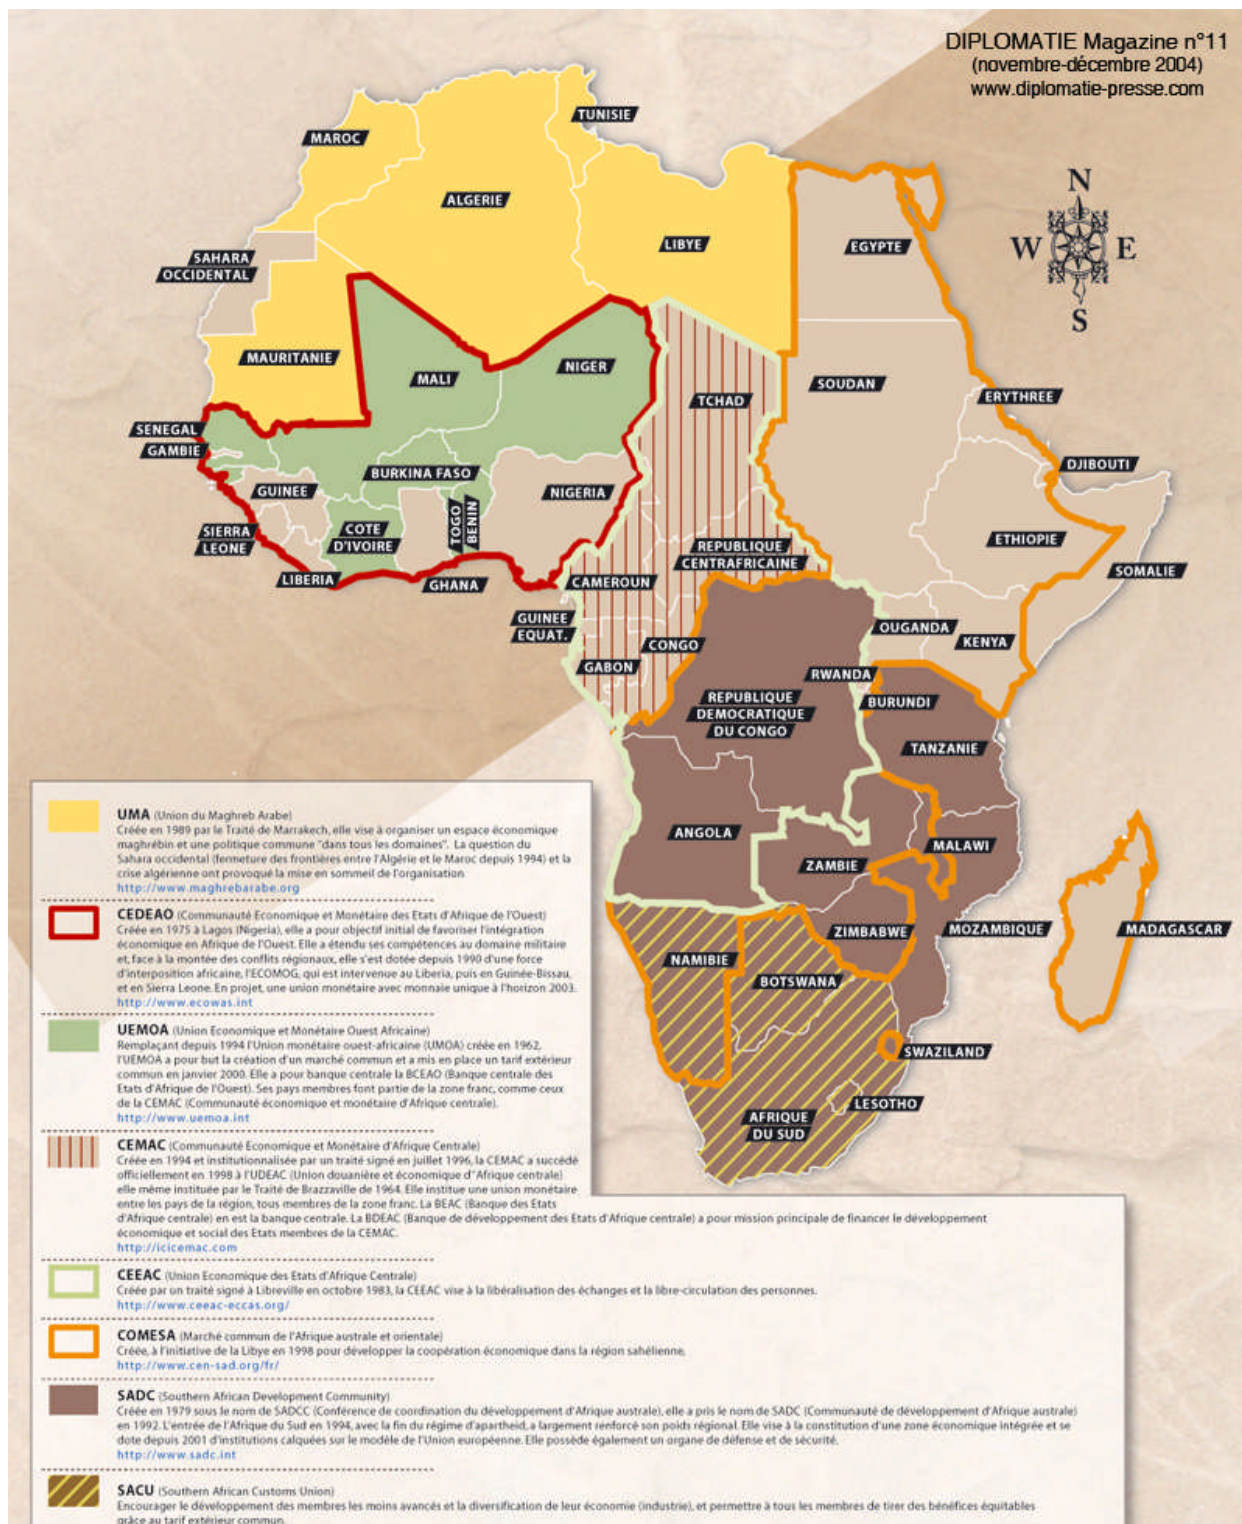 DIPLOMATIE Magazine n°11
(novembre-décembre 2004)
www.diplomatie-presse.com
N
W E
S
TUNISIE
MAROC
ALGERIE
LIBYE
EGYPTE
SAHARA
OCCIDENTAL
MAURITANIE
MALI
NIGER
TCHAD
SOUDAN
ERYTHREE
SENEGAL
GAMBIE
DJIBOUTI
BURKINA FASO
GUINEE
NIGERIA
SIERRA
LEONE
COTE
D'IVOIRE
TOGO
BENIN
ETHIOPIE
REPUBLIQUE
CENTRAFRICAINE
SOMALIE
LIBERIA
GHANA
CAMEROUN
GUINEE
EQUAT.
OUGANDA
KENYA
CONGO
GABON
RWANDA
REPUBLIQUE
DEMOCRATIQUE
DU CONGO
BURUNDI
TANZANIE
ANGOLA
MALAWI
ZAMBIE
ZIMBABWE
MOZAMBIQUE
MADAGASCAR
NAMIBIE
BOTSWANA
SWAZILAND
LESOTHO
AFRIQUE
DU SUD
UMA (Union du Maghreb Arabe)
Créée en 1989 par le Traité de Marrakech, elle vise à organiser un espace économique
maghrébin et une politique commune "dans tous les domaines". La question du
Sahara occidental (fermeture des frontières entre l'Algérie et le Maroc depuis 1994) et la
crise algérienne ont provoqué la mise en sommeil de l'organisation
http://www.maghrebarabe.org
CEDEAO (Communauté Economique et Monétaire des Etats d'Afrique de l'Ouest)
Créée en 1975 à Lagos (Nigeria), elle a pour objectif initial de favoriser l'intégration
économique en Afrique de l'Ouest. Elle a étendu ses compétences au domaine militaire
et, face à la montée des conflits régionaux, elle s'est dotée depuis 1990 d'une force
d'interposition africaine, l'ECOMOG, qui est intervenue au Liberia, puis en Guinée-Bissau,
et en Sierra Leone. En projet, une union monétaire avec monnaie unique à l'horizon 2003.
http://www.ecowas.int
UEMOA (Union Economique et Monétaire Ouest Africaine)
Remplaçant depuis 1994 l'Union monétaire ouest-africaine (UMOA) créée en 1962,
l'UEMOA a pour but la création d'un marché commun et a mis en place un tarif extérieur
commun en janvier 2000. Elle a pour banque centrale la BCEAO (Banque centrale des
Etats d'Afrique de l'Ouest). Ses pays membres font partie de la zone franc, comme ceux
de la CEMAC (Communauté économique et monétaire d'Afrique centrale).
http://www.uemoa.int
CEMAC (Communauté Economique et Monétaire d'Afrique Centrale)
Créée en 1994 et institutionnalisée par un traité signé en juillet 1996, la CEMAC a succédé
officiellement en 1998 à l'UDEAC (Union douanière et économique d"Afrique centrale)
elle même instituée par le Traité de Brazzaville de 1964. Elle institue une union monétaire
entre les pays de la région, tous membres de la zone franc. La BEAC (Banque des Etats
d'Afrique centrale) en est la banque centrale. La BDEAC (Banque de développement des Etats d'Afrique centrale) a pour mission principale de financer le développement
économique et social des Etats membres de la CEMAC.
http://icicemac.com
CEEAC (Union Economique des Etats d'Afrique Centrale)
Créée par un traité signé à Libreville en octobre 1983, la CEEAC vise à la libéralisation des échanges et la libre-circulation des personnes.
http://www.ceeac-eccas.org/
COMESA (Marché commun de l'Afrique australe et orientale)
Créée, à l'initiative de la Libye en 1998 pour développer la coopération économique dans la région sahélienne,
http://www.cen-sad.org/fr/
SADC (Southern African Development Community)
Créée en 1979 sous le nom de SADCC (Conférence de coordination du développement d'Afrique australe), elle a pris le nom de SADC (Communauté de développement d'Afrique australe)
en 1992. L'entrée de l'Afrique du Sud en 1994, avec la fin du régime d'apartheid, a largement renforcé son poids régional. Elle vise à la constitution d'une zone économique intégrée et se
dote depuis 2001 d'institutions calquées sur le modèle de l'Union européenne. Elle possède également un organe de défense et de sécurité.
http://www.sadc.int
SACU (Southern African Customs Union)
Encourager le développement des membres les moins avancés et la diversification de leur économie (industrie), et permettre à tous les membres de tirer des bénéfices équitables
grâce au tarif extérieur commun.